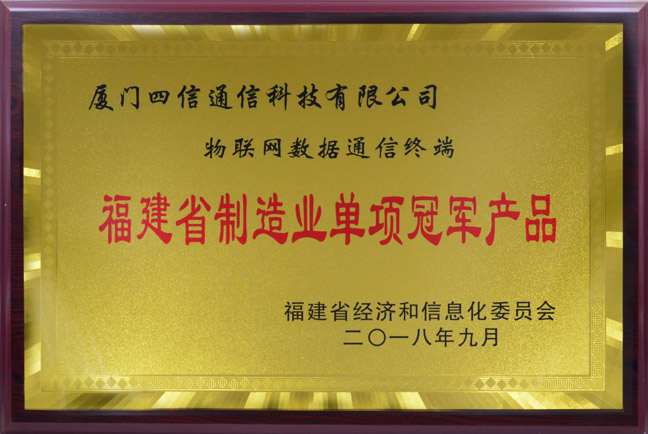 厦门四信通信科技有限公司
物联网数据通信终端
福建省制造业单项冠军产品
福建省经济和信息化委员会
二〇一八年九月